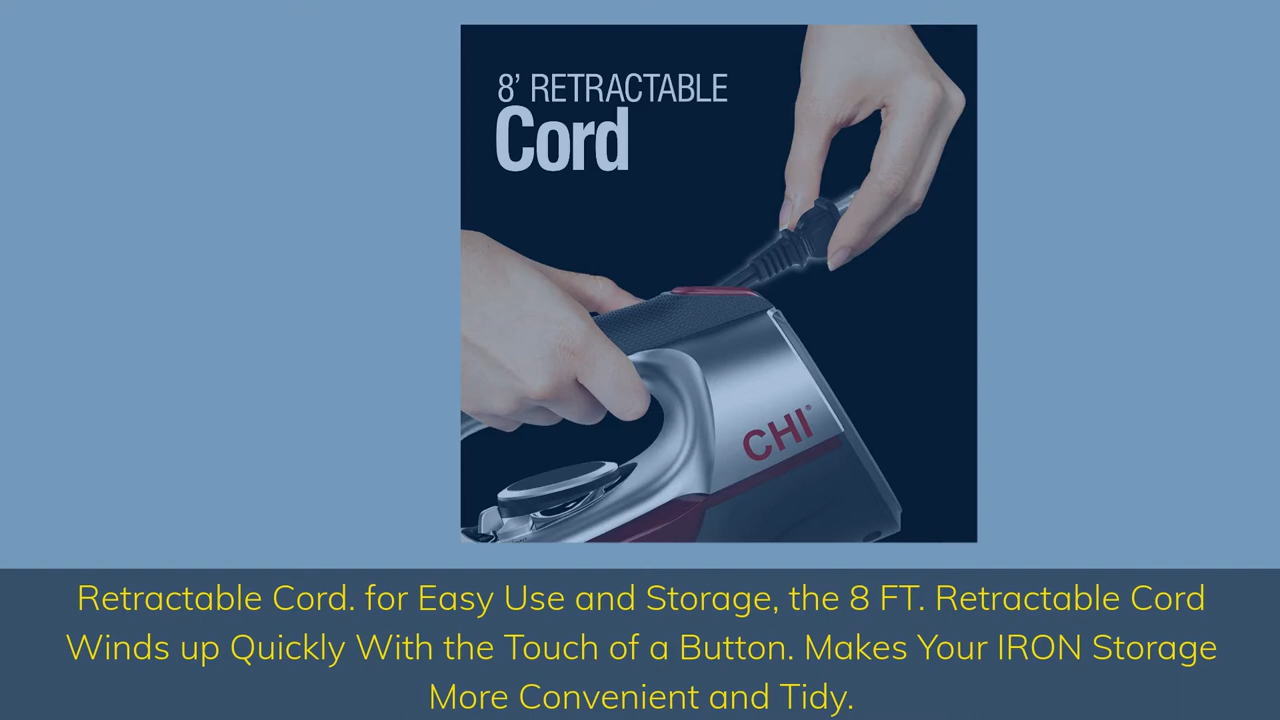 8' RETRACTABLE
Cord
CHI®
Retractable Cord. for Easy Use and Storage, the 8 FT. Retractable Cord
Winds up Quickly With the Touch of a Button. Makes Your IRON Storage
More Convenient and Tidy.